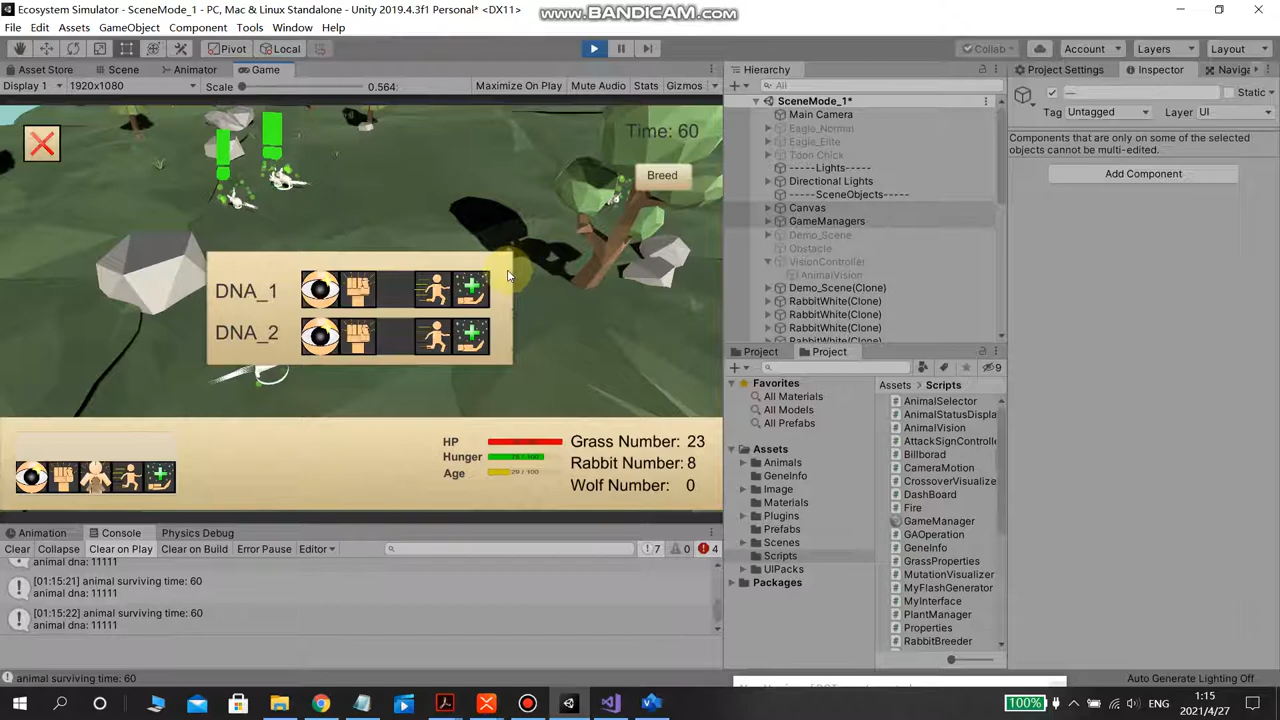 Ecosystem Simulator - SceneMode_1 - PC, Mac & Linux Standalone - Unity 2019.4.3f1 Personal* <DX11>
www.BANDICAM.com
File Edit Assets GameObject Component Tools Window Help
Pivot Local Collab Account Layers Layout
Asset Store Scene Animator Game
Display 1 1920x1080 Scale 0.564: Maximize On Play Mute Audio Stats Gizmos
Time: 60
Breed
DNA_1
DNA_2
HP
Hunger 78 / 100
Age 29 / 100
Grass Number: 23
Rabbit Number: 8
Wolf Number: 0
Animation Console Physics Debug
Clear Collapse Clear on Play Clear on Build Error Pause Editor 7 0 4
animal dna: 11111
[01:15:21] animal surviving time: 60
animal dna: 11111
[01:15:22] animal surviving time: 60
animal dna: 11111
animal surviving time: 60
Hierarchy
All
SceneMode_1*
Main Camera
Eagle_Normal
Eagle_Elite
Toon Chick
-----Lights-----
Directional Lights
-----SceneObjects-----
Canvas
GameManagers
Demo_Scene
Obstacle
VisionController
AnimalVision
Demo_Scene(Clone)
RabbitWhite(Clone)
RabbitWhite(Clone)
RabbitWhite(Clone)
RabbitWhite(Clone)
Project Project
9
Favorites
All Materials
All Models
All Prefabs
Assets
Animals
GeneInfo
Image
Materials
Plugins
Prefabs
Scenes
Scripts
UIPacks
Packages
Assets Scripts
AnimalSelector
AnimalStatusDispla
AnimalVision
AttackSignControlle
Billborad
CameraMotion
CrossoverVisualize
DashBoard
Fire
GameManager
GAOperation
GeneInfo
GrassProperties
MutationVisualizer
MyFlashGenerator
MyInterface
PlantManager
Properties
RabbitBreeder
Project Settings Inspector Naviga
Static
Tag Untagged Layer UI
Components that are only on some of the selected
objects cannot be multi-edited.
Add Component
Auto Generate Lighting Off
100% ENG
1:15
2021/4/27